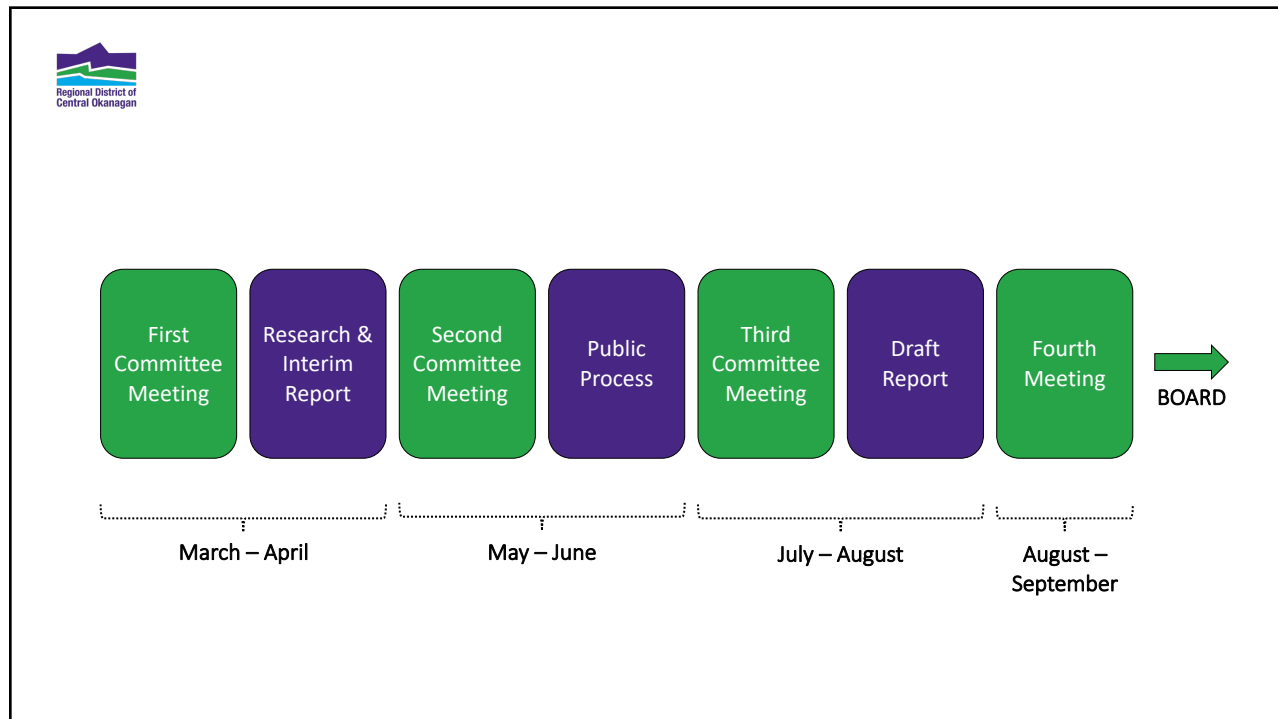 Regional District of
Central Okanagan
First
Committee
Meeting
Research &
Interim
Report
Second
Committee
Meeting
Public
Process
Third
Committee
Meeting
Draft
Report
Fourth
Meeting
BOARD
March – April
May – June
July – August
August –
September